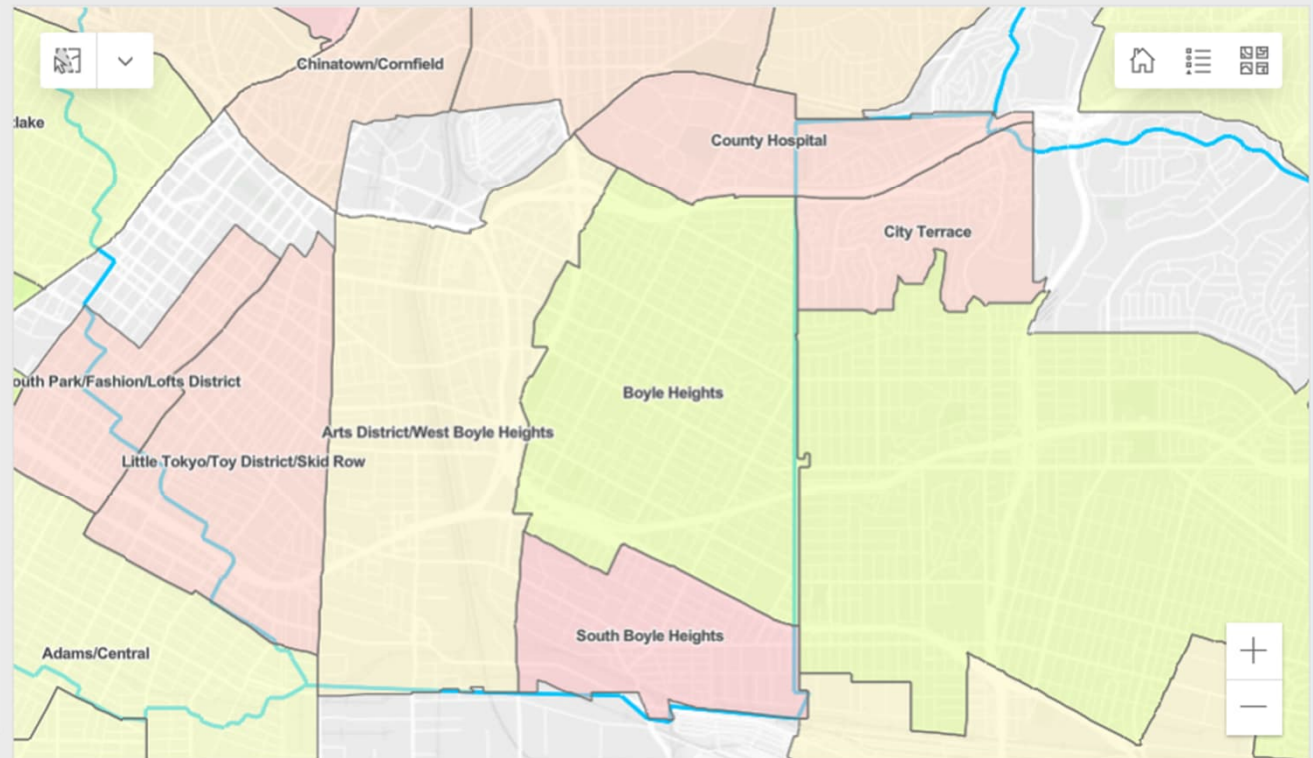 Chinatown/Cornfield
lake
County Hospital
City Terrace
outh Park/Fashion/Lofts District
Boyle Heights
Arts District/West Boyle Heights
Little Tokyo/Toy District/Skid Row
South Boyle Heights
Adams/Central